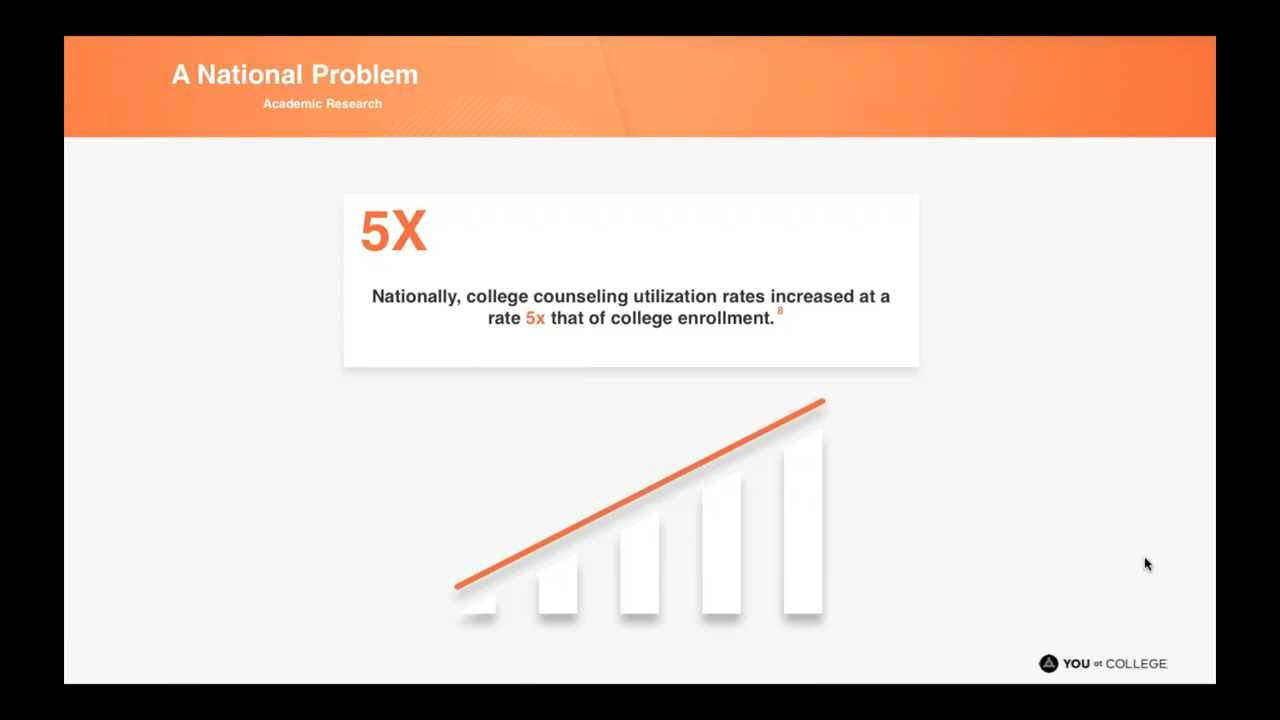 A National Problem
Academic Research
5X
Nationally, college counseling utilization rates increased at a
rate 5x that of college enrollment. 8
YOU at COLLEGE